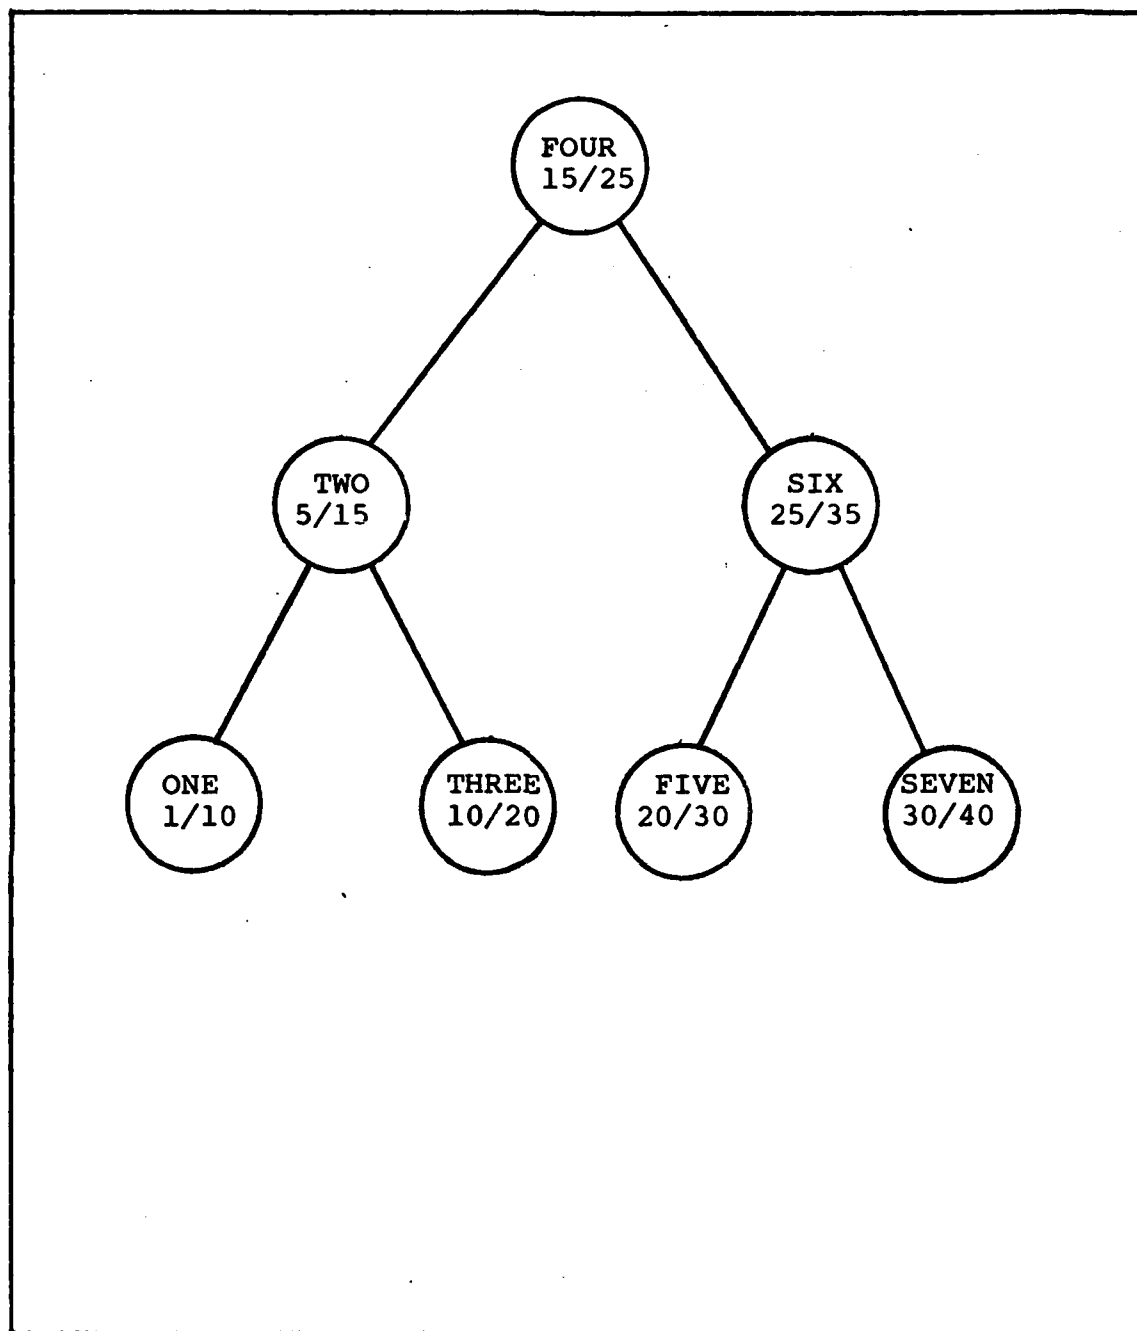 FOUR
15/25
TWO
5/15
SIX
25/35
ONE
1/10
THREE
10/20
FIVE
20/30
SEVEN
30/40